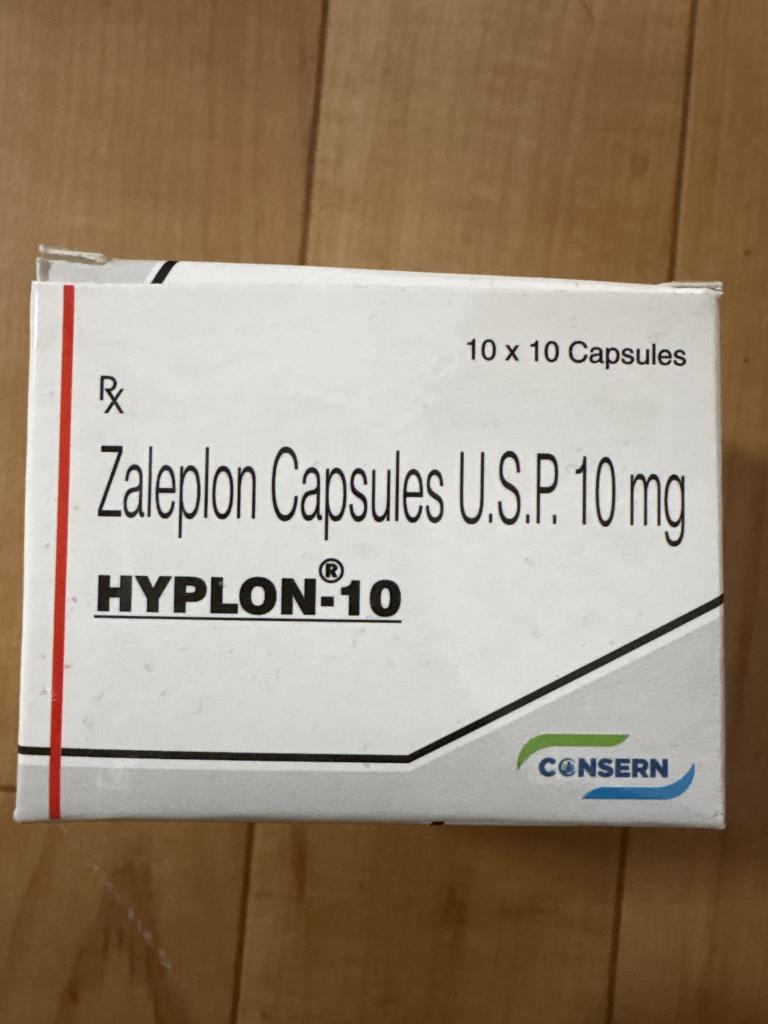 10 x 10 Capsules
Rx
Zaleplon Capsules U.S.P. 10 mg
HYPLON®-10
CONSERN